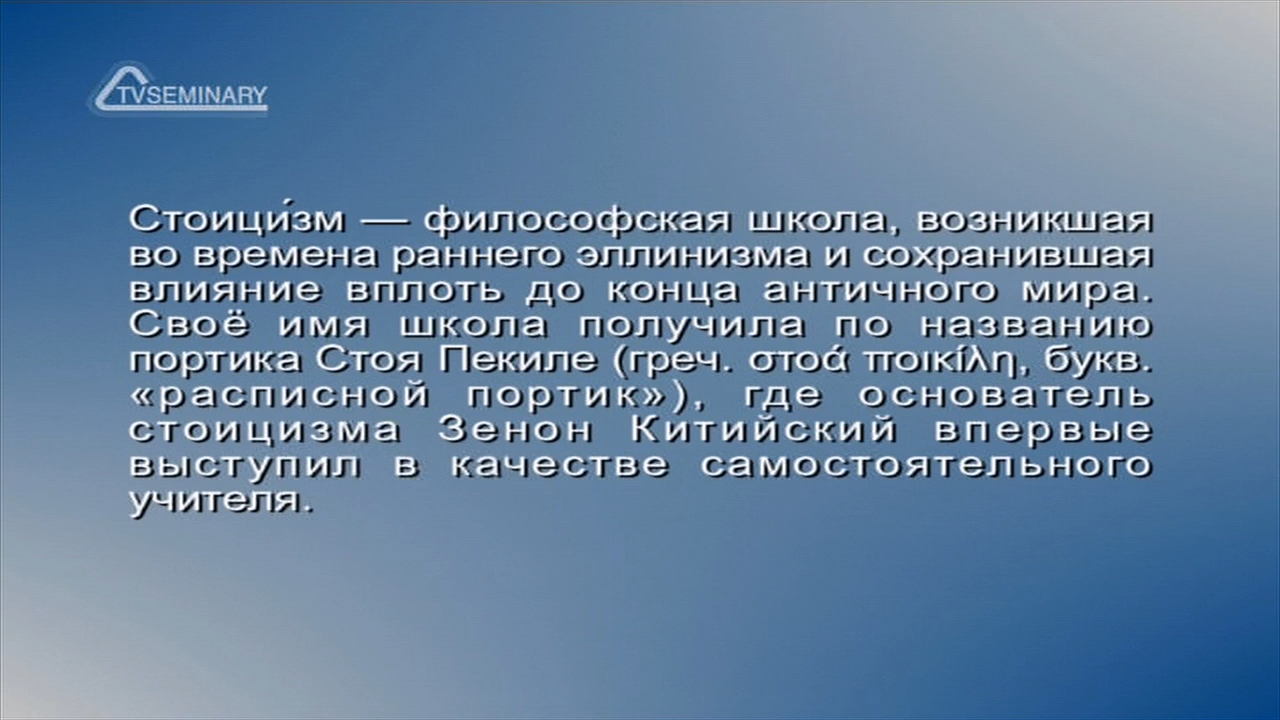 TVSEMINARY
Стоици́зм — философская школа, возникшая
во времена раннего эллинизма и сохранившая
влияние вплоть до конца античного мира.
Своё имя школа получила по названию
портика Стоя Пекиле (греч. στοά ποικίλη, букв.
«расписной портик»), где основатель
стоицизма Зенон Китийский впервые
выступил в качестве самостоятельного
учителя.